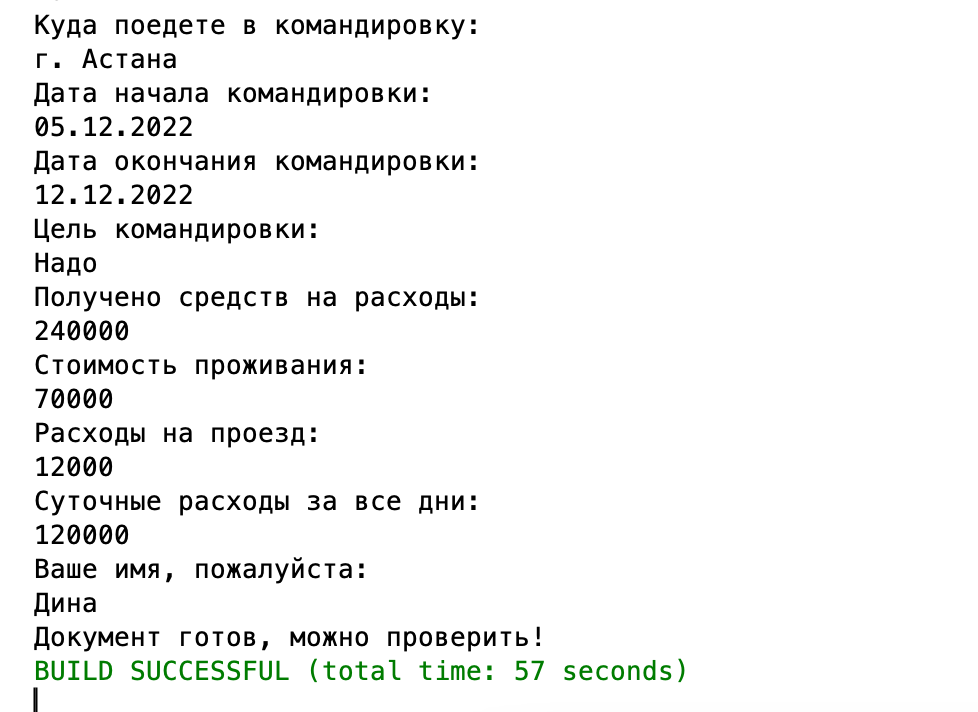 Куда поедете в командировку:
г. Астана
Дата начала командировки:
05.12.2022
Дата окончания командировки:
12.12.2022
Цель командировки:
Надо
Получено средств на расходы:
240000
Стоимость проживания:
70000
Расходы на проезд:
12000
Суточные расходы за все дни:
120000
Ваше имя, пожалуйста:
Дина
Документ готов, можно проверить!
BUILD SUCCESSFUL (total time: 57 seconds)